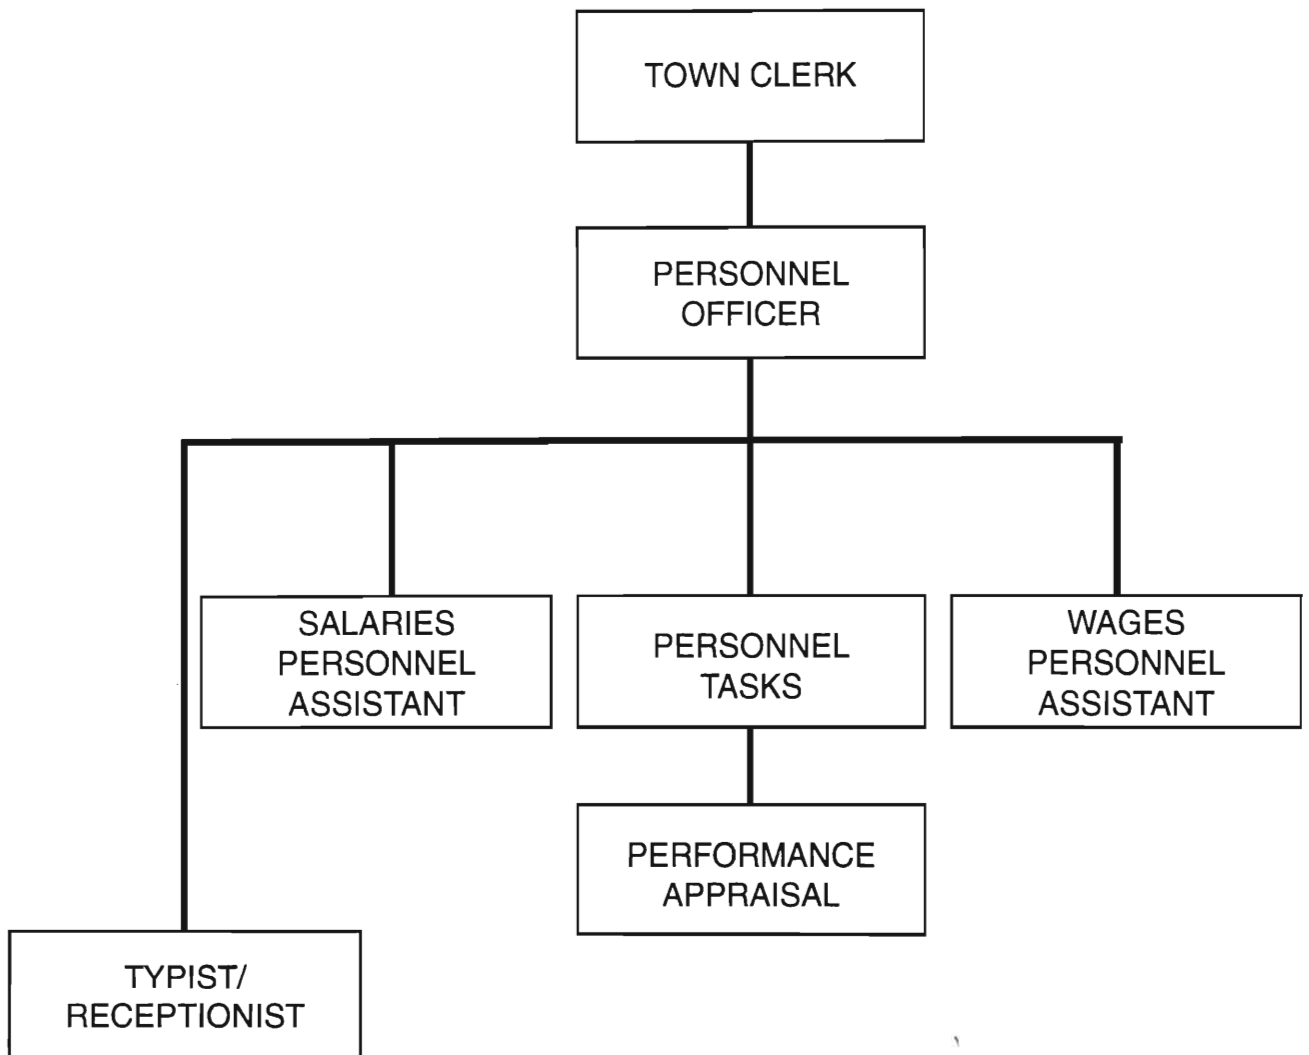 TOWN CLERK
PERSONNEL
OFFICER
SALARIES
PERSONNEL
ASSISTANT
PERSONNEL
TASKS
WAGES
PERSONNEL
ASSISTANT
PERFORMANCE
APPRAISAL
TYPIST/
RECEPTIONIST